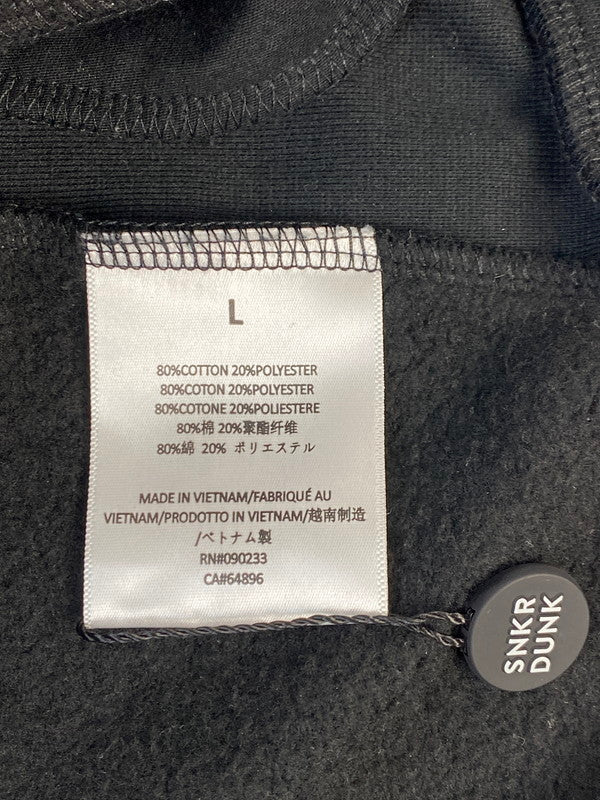 L
80%COTTON 20%POLYESTER
80%COTON 20%POLYESTER
80%COTONE 20%POLIESTERE
80%棉 20%聚酯纤维
80%綿 20% ポリエステル
MADE IN VIETNAM/FABRIQUÉ AU
VIETNAM/PRODOTTO IN VIETNAM/越南制造
/ベトナム製
RN#090233
CA#64896
SNKR
DUNK